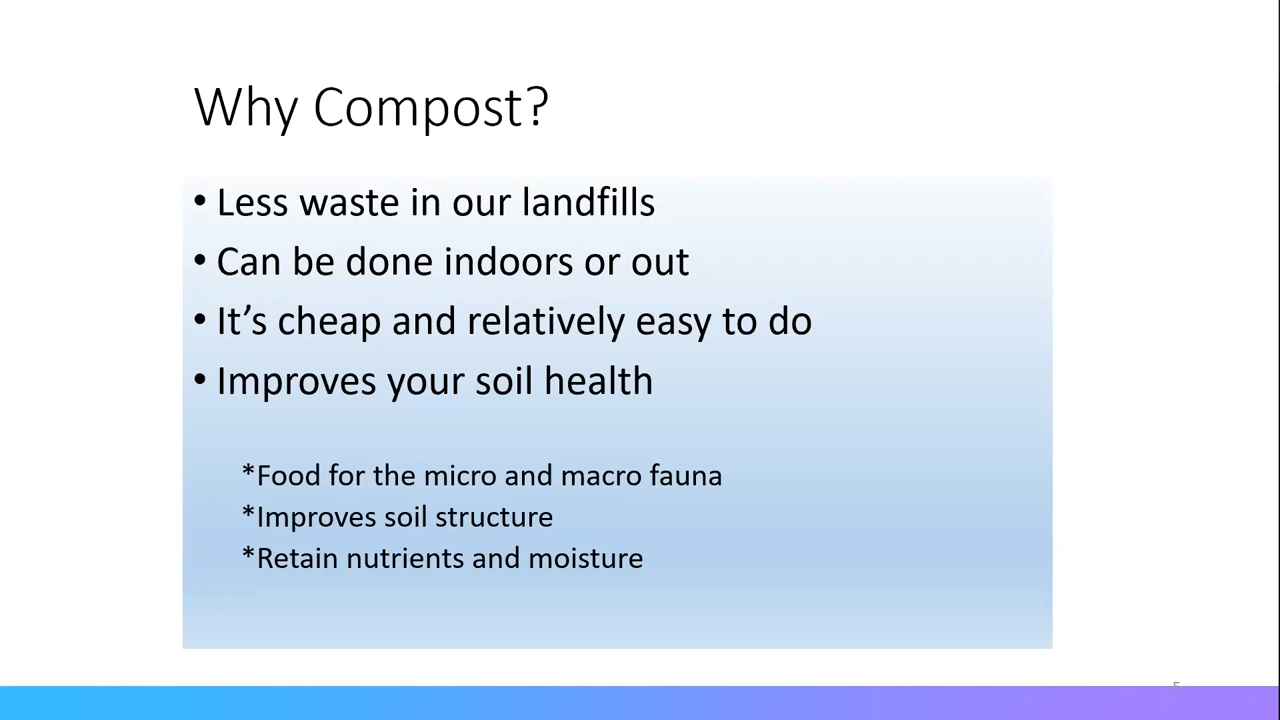 Why Compost?
• Less waste in our landfills
• Can be done indoors or out
• It’s cheap and relatively easy to do
• Improves your soil health
*Food for the micro and macro fauna
*Improves soil structure
*Retain nutrients and moisture
5